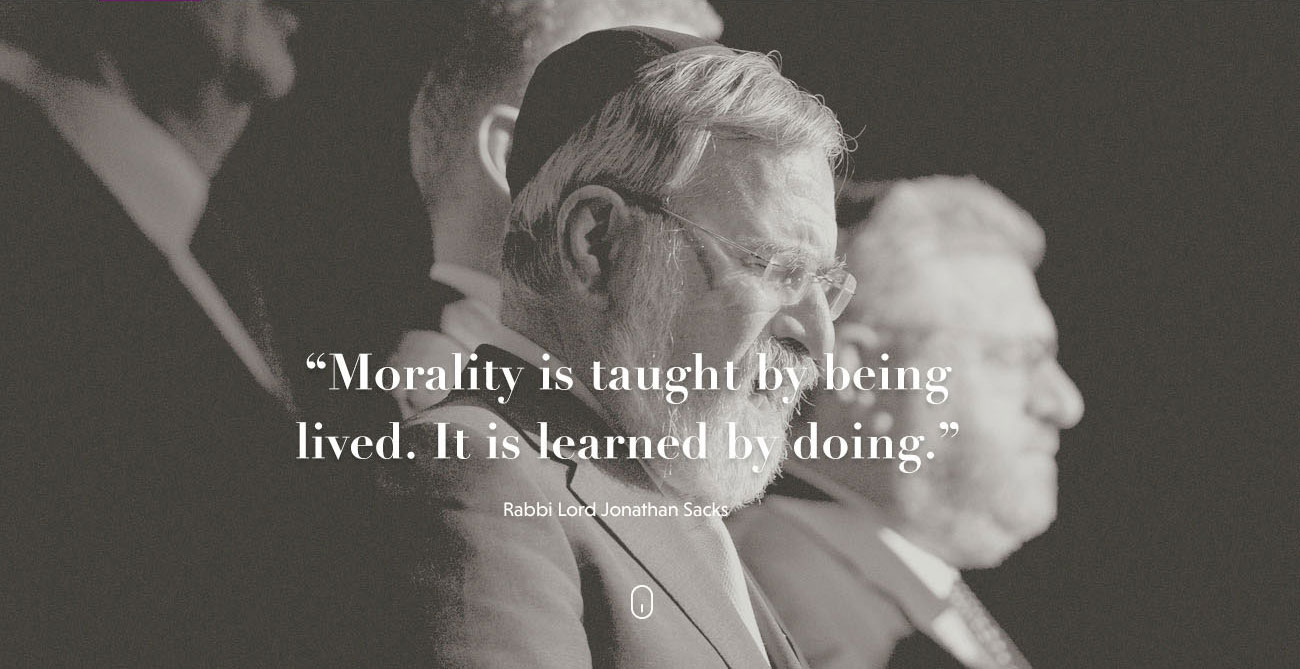 “Morality is taught by being
lived. It is learned by doing.”
Rabbi Lord Jonathan Sacks